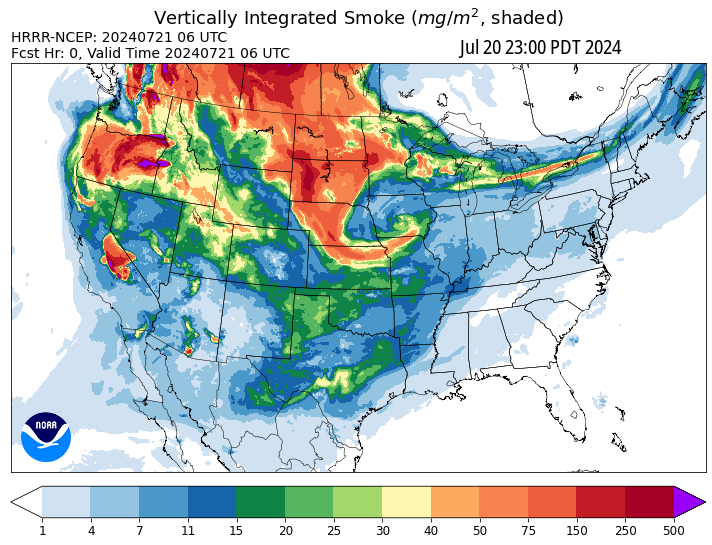 Vertically Integrated Smoke (mg/m², shaded)
HRRR-NCEP: 20240721 06 UTC
Fcst Hr: 0, Valid Time 20240721 06 UTC
Jul 20 23:00 PDT 2024
NOAA
1 4 7 11 15 20 25 30 40 50 75 150 250 500